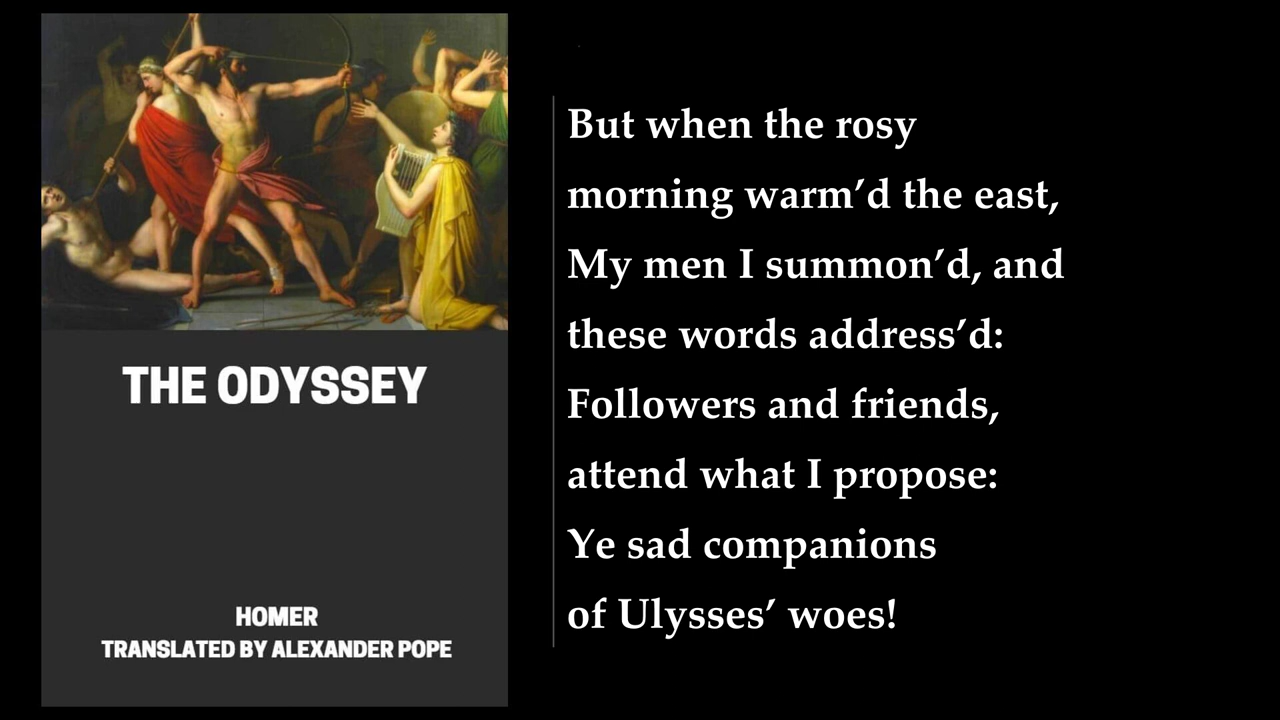 THE ODYSSEY
HOMER
TRANSLATED BY ALEXANDER POPE
But when the rosy
morning warm’d the east,
My men I summon’d, and
these words address’d:
Followers and friends,
attend what I propose:
Ye sad companions
of Ulysses’ woes!